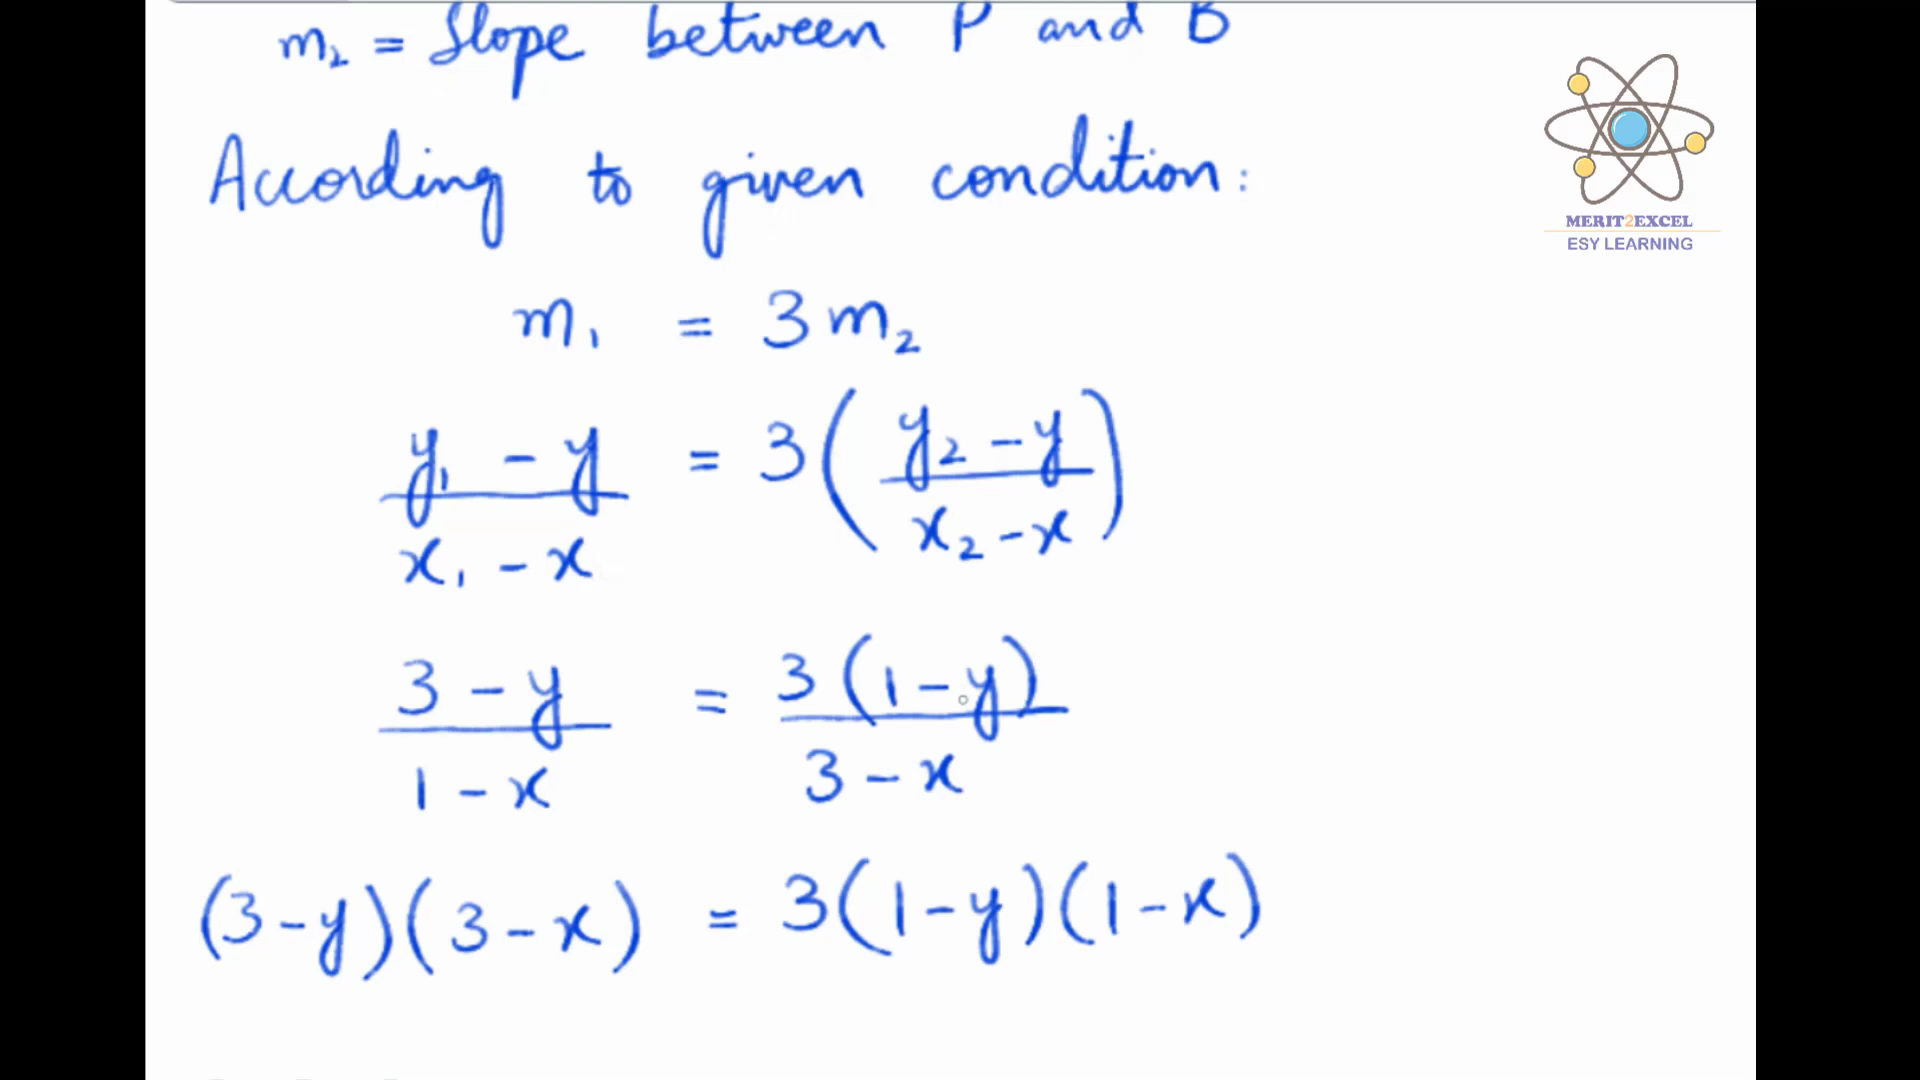 m₂ = Slope between P and B
According to given condition:
m₁ = 3m₂
(y₁ - y)/(x₁ - x) = 3((y₂ - y)/(x₂ - x))
(3 - y)/(1 - x) = 3(1 - y)/(3 - x)
(3 - y)(3 - x) = 3(1 - y)(1 - x)
MERIT2EXCEL
ESY LEARNING